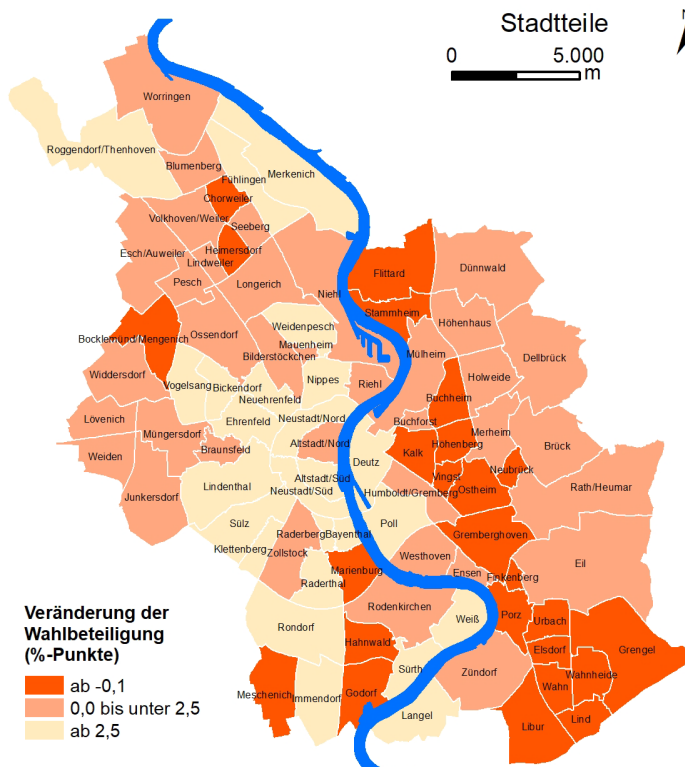 Stadtteile
0 5.000
m
Worringen
Roggendorf/Thenhoven
Blumenberg
Fühlingen
Merkenich
Chorweiler
Volkhoven/Weiler
Seeberg
Esch/Auweiler
Heimersdorf
Lindweiler
Pesch
Longerich
Niehl
Flittard
Dünnwald
Stammheim
Höhenhaus
Weidenpesch
Bocklemünd/Mengenich
Ossendorf
Mauenheim
Bilderstöckchen
Mülheim
Dellbrück
Widdersdorf
Vogelsang
Bickendorf
Nippes
Riehl
Holweide
Neuehrenfeld
Buchheim
Lövenich
Ehrenfeld
Neustadt/Nord
Buchforst
Müngersdorf
Merheim
Weiden
Braunsfeld
Altstadt/Nord
Höhenberg
Brück
Kalk
Deutz
Neubrück
Junkersdorf
Lindenthal
Altstadt/Süd
Vingst
Neustadt/Süd
Humboldt/Gremberg
Ostheim
Rath/Heumar
Sülz
Poll
Raderberg
Bayenthal
Gremberghoven
Klettenberg
Zollstock
Westhoven
Eil
Marienburg
Ensen
Finkenberg
Raderthal
Rodenkirchen
Porz
Urbach
Rondorf
Weiß
Hahnwald
Elsdorf
Grengel
Sürth
Zündorf
Wahnheide
Wahn
Meschenich
Immendorf
Godorf
Langel
Lind
Libur
Veränderung der
Wahlbeteiligung
(%-Punkte)
ab -0,1
0,0 bis unter 2,5
ab 2,5